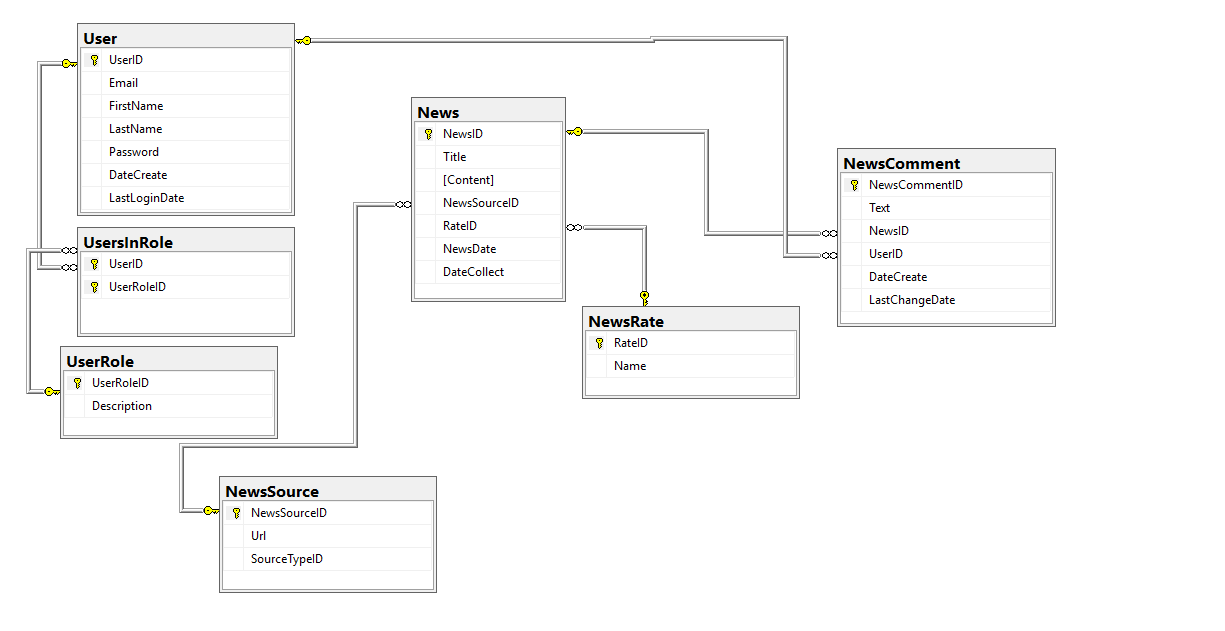 User
UserID
Email
FirstName
LastName
Password
DateCreate
LastLoginDate
UsersInRole
UserID
UserRoleID
UserRole
UserRoleID
Description
NewsSource
NewsSourceID
Url
SourceTypeID
News
NewsID
Title
[Content]
NewsSourceID
RateID
NewsDate
DateCollect
NewsRate
RateID
Name
NewsComment
NewsCommentID
Text
NewsID
UserID
DateCreate
LastChangeDate